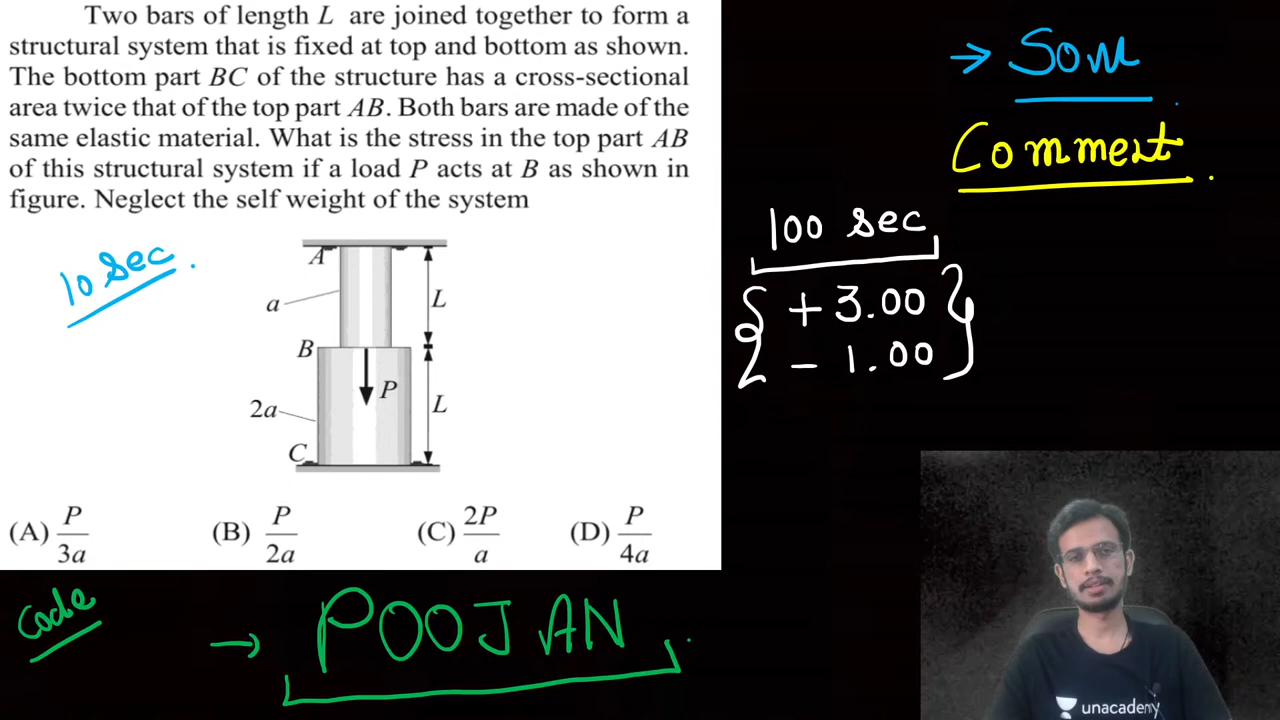 Two bars of length L are joined together to form a
structural system that is fixed at top and bottom as shown.
The bottom part BC of the structure has a cross-sectional
area twice that of the top part AB. Both bars are made of the
same elastic material. What is the stress in the top part AB
of this structural system if a load P acts at B as shown in
figure. Neglect the self weight of the system
→ SOM
Comment.
100 sec
{ + 3.00 }
{ - 1.00 }
10 sec.
A
a
L
B
P
2a
L
C
(A) P/3a (B) P/2a (C) 2P/a (D) P/4a
Code → POOJAN.
unacademy